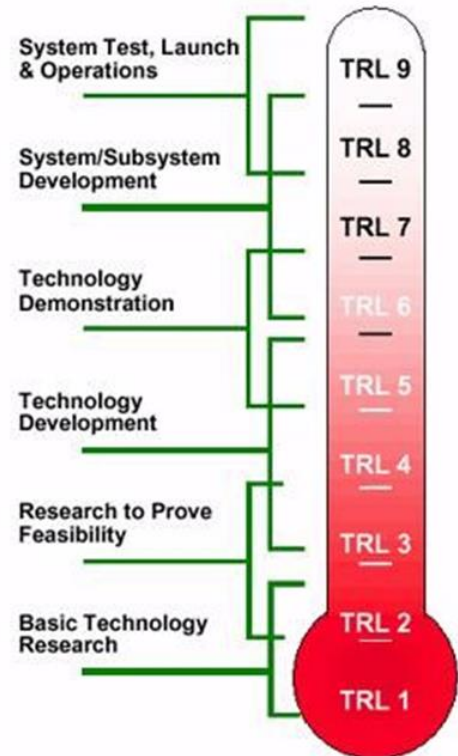 System Test, Launch
& Operations
System/Subsystem
Development
Technology
Demonstration
Technology
Development
Research to Prove
Feasibility
Basic Technology
Research
TRL 9
TRL 8
TRL 7
TRL 6
TRL 5
TRL 4
TRL 3
TRL 2
TRL 1